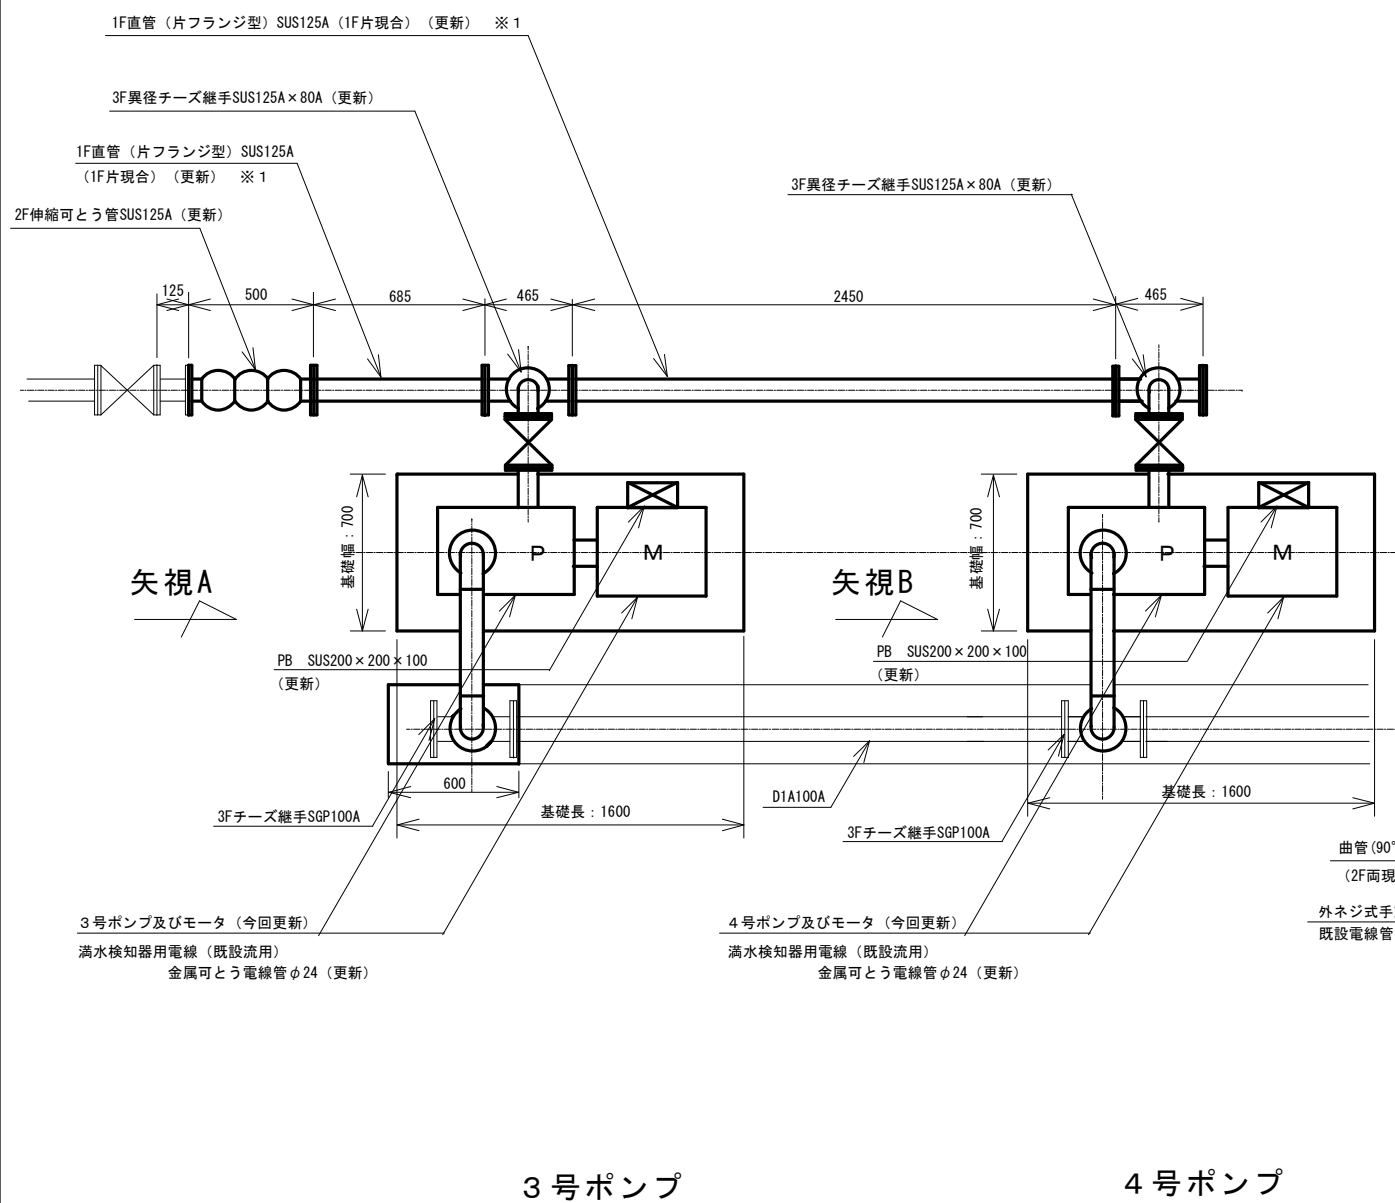 1F直管（片フランジ型）SUS125A（1F片現合）（更新）　※１
3F異径チーズ継手SUS125A×80A（更新）
1F直管（片フランジ型）SUS125A
（1F片現合）（更新）　※１
3F異径チーズ継手SUS125A×80A（更新）
2F伸縮可とう管SUS125A（更新）
125
500
685
465
2450
465
基礎幅：700
P
M
基礎幅：700
P
M
矢視A
矢視B
PB　SUS200×200×100
（更新）
PB　SUS200×200×100
（更新）
600
基礎長：1600
D1A100A
基礎長：1600
3Fチーズ継手SGP100A
3Fチーズ継手SGP100A
曲管(90°
（2F両現
外ネジ式手
既設電線管
３号ポンプ及びモータ（今回更新）
満水検知器用電線（既設流用）
金属可とう電線管φ24（更新）
４号ポンプ及びモータ（今回更新）
満水検知器用電線（既設流用）
金属可とう電線管φ24（更新）
３号ポンプ
４号ポンプ